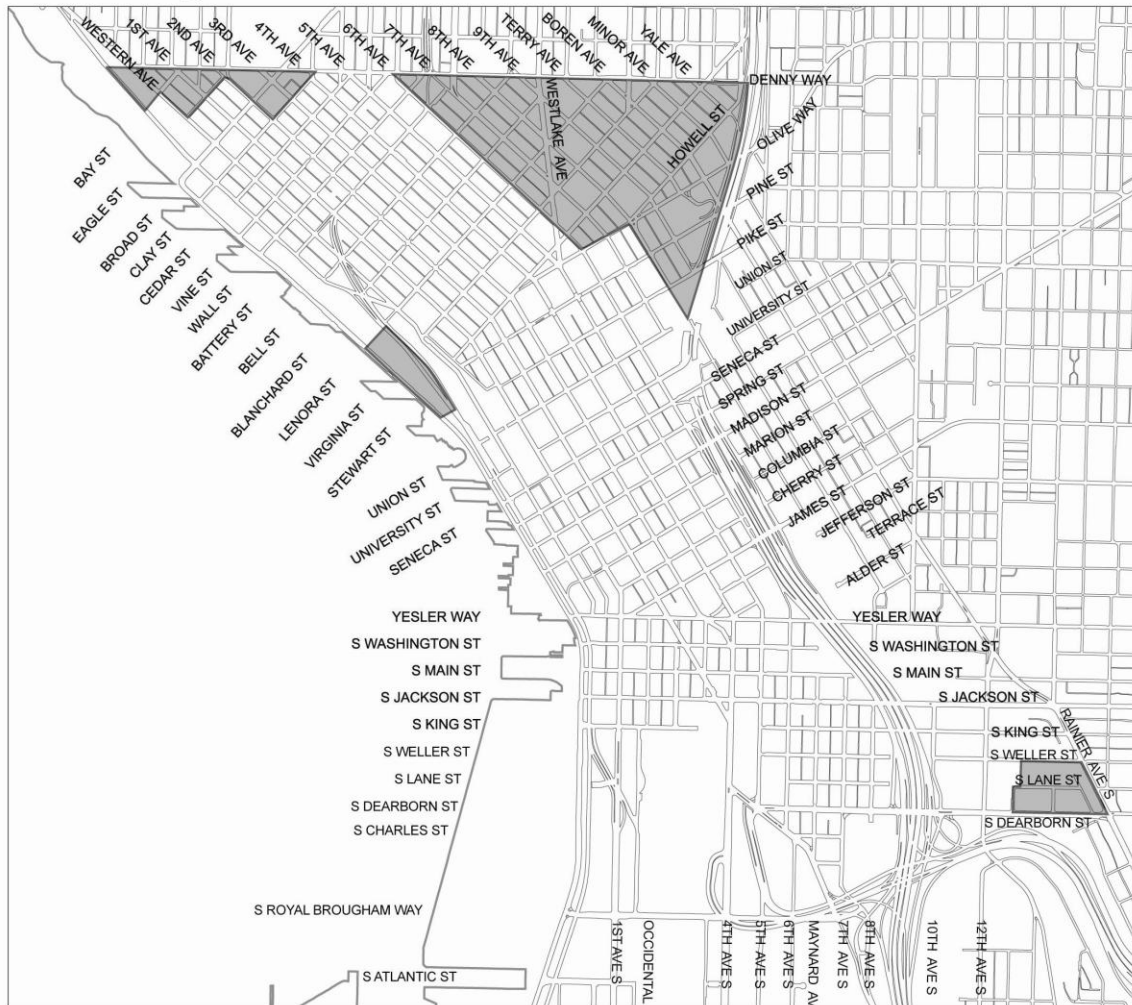 WESTERN AVE
1ST AVE
2ND AVE
3RD AVE
4TH AVE
5TH AVE
6TH AVE
7TH AVE
8TH AVE
9TH AVE
TERRY AVE
BOREN AVE
MINOR AVE
YALE AVE
DENNY WAY
WESTLAKE AVE
HOWELL ST
OLIVE WAY
PINE ST
PIKE ST
UNION ST
UNIVERSITY ST
SENECA ST
SPRING ST
MADISON ST
MARION ST
COLUMBIA ST
CHERRY ST
JAMES ST
JEFFERSON ST
TERRACE ST
ALDER ST
BAY ST
EAGLE ST
BROAD ST
CLAY ST
CEDAR ST
VINE ST
WALL ST
BATTERY ST
BELL ST
BLANCHARD ST
LENORA ST
VIRGINIA ST
STEWART ST
UNION ST
UNIVERSITY ST
SENECA ST
YESLER WAY
S WASHINGTON ST
S MAIN ST
S JACKSON ST
S KING ST
S WELLER ST
S LANE ST
S DEARBORN ST
S CHARLES ST
S ROYAL BROUGHAM WAY
S ATLANTIC ST
YESLER WAY
S WASHINGTON ST
S MAIN ST
S JACKSON ST
S KING ST
S WELLER ST
S LANE ST
S DEARBORN ST
RAINIER AVE S
1ST AVE S
OCCIDENTAL
4TH AVE S
5TH AVE S
6TH AVE S
MAYNARD AV
7TH AVE S
8TH AVE S
10TH AVE S
12TH AVE S